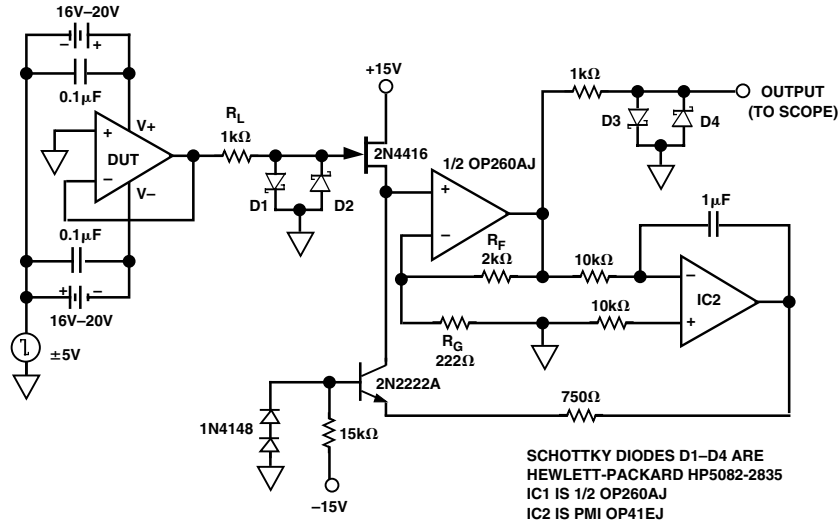 16V–20V
– +
0.1µF
V+
+
DUT
–
V–
0.1µF
+ –
16V–20V
±5V
RL
1kΩ
D1
D2
+15V
2N4416
1/2 OP260AJ
+
–
RF
2kΩ
RG
222Ω
1kΩ
D3
D4
OUTPUT
(TO SCOPE)
1µF
10kΩ
–
IC2
10kΩ
+
2N2222A
750Ω
1N4148
15kΩ
–15V
SCHOTTKY DIODES D1–D4 ARE
HEWLETT-PACKARD HP5082-2835
IC1 IS 1/2 OP260AJ
IC2 IS PMI OP41EJ